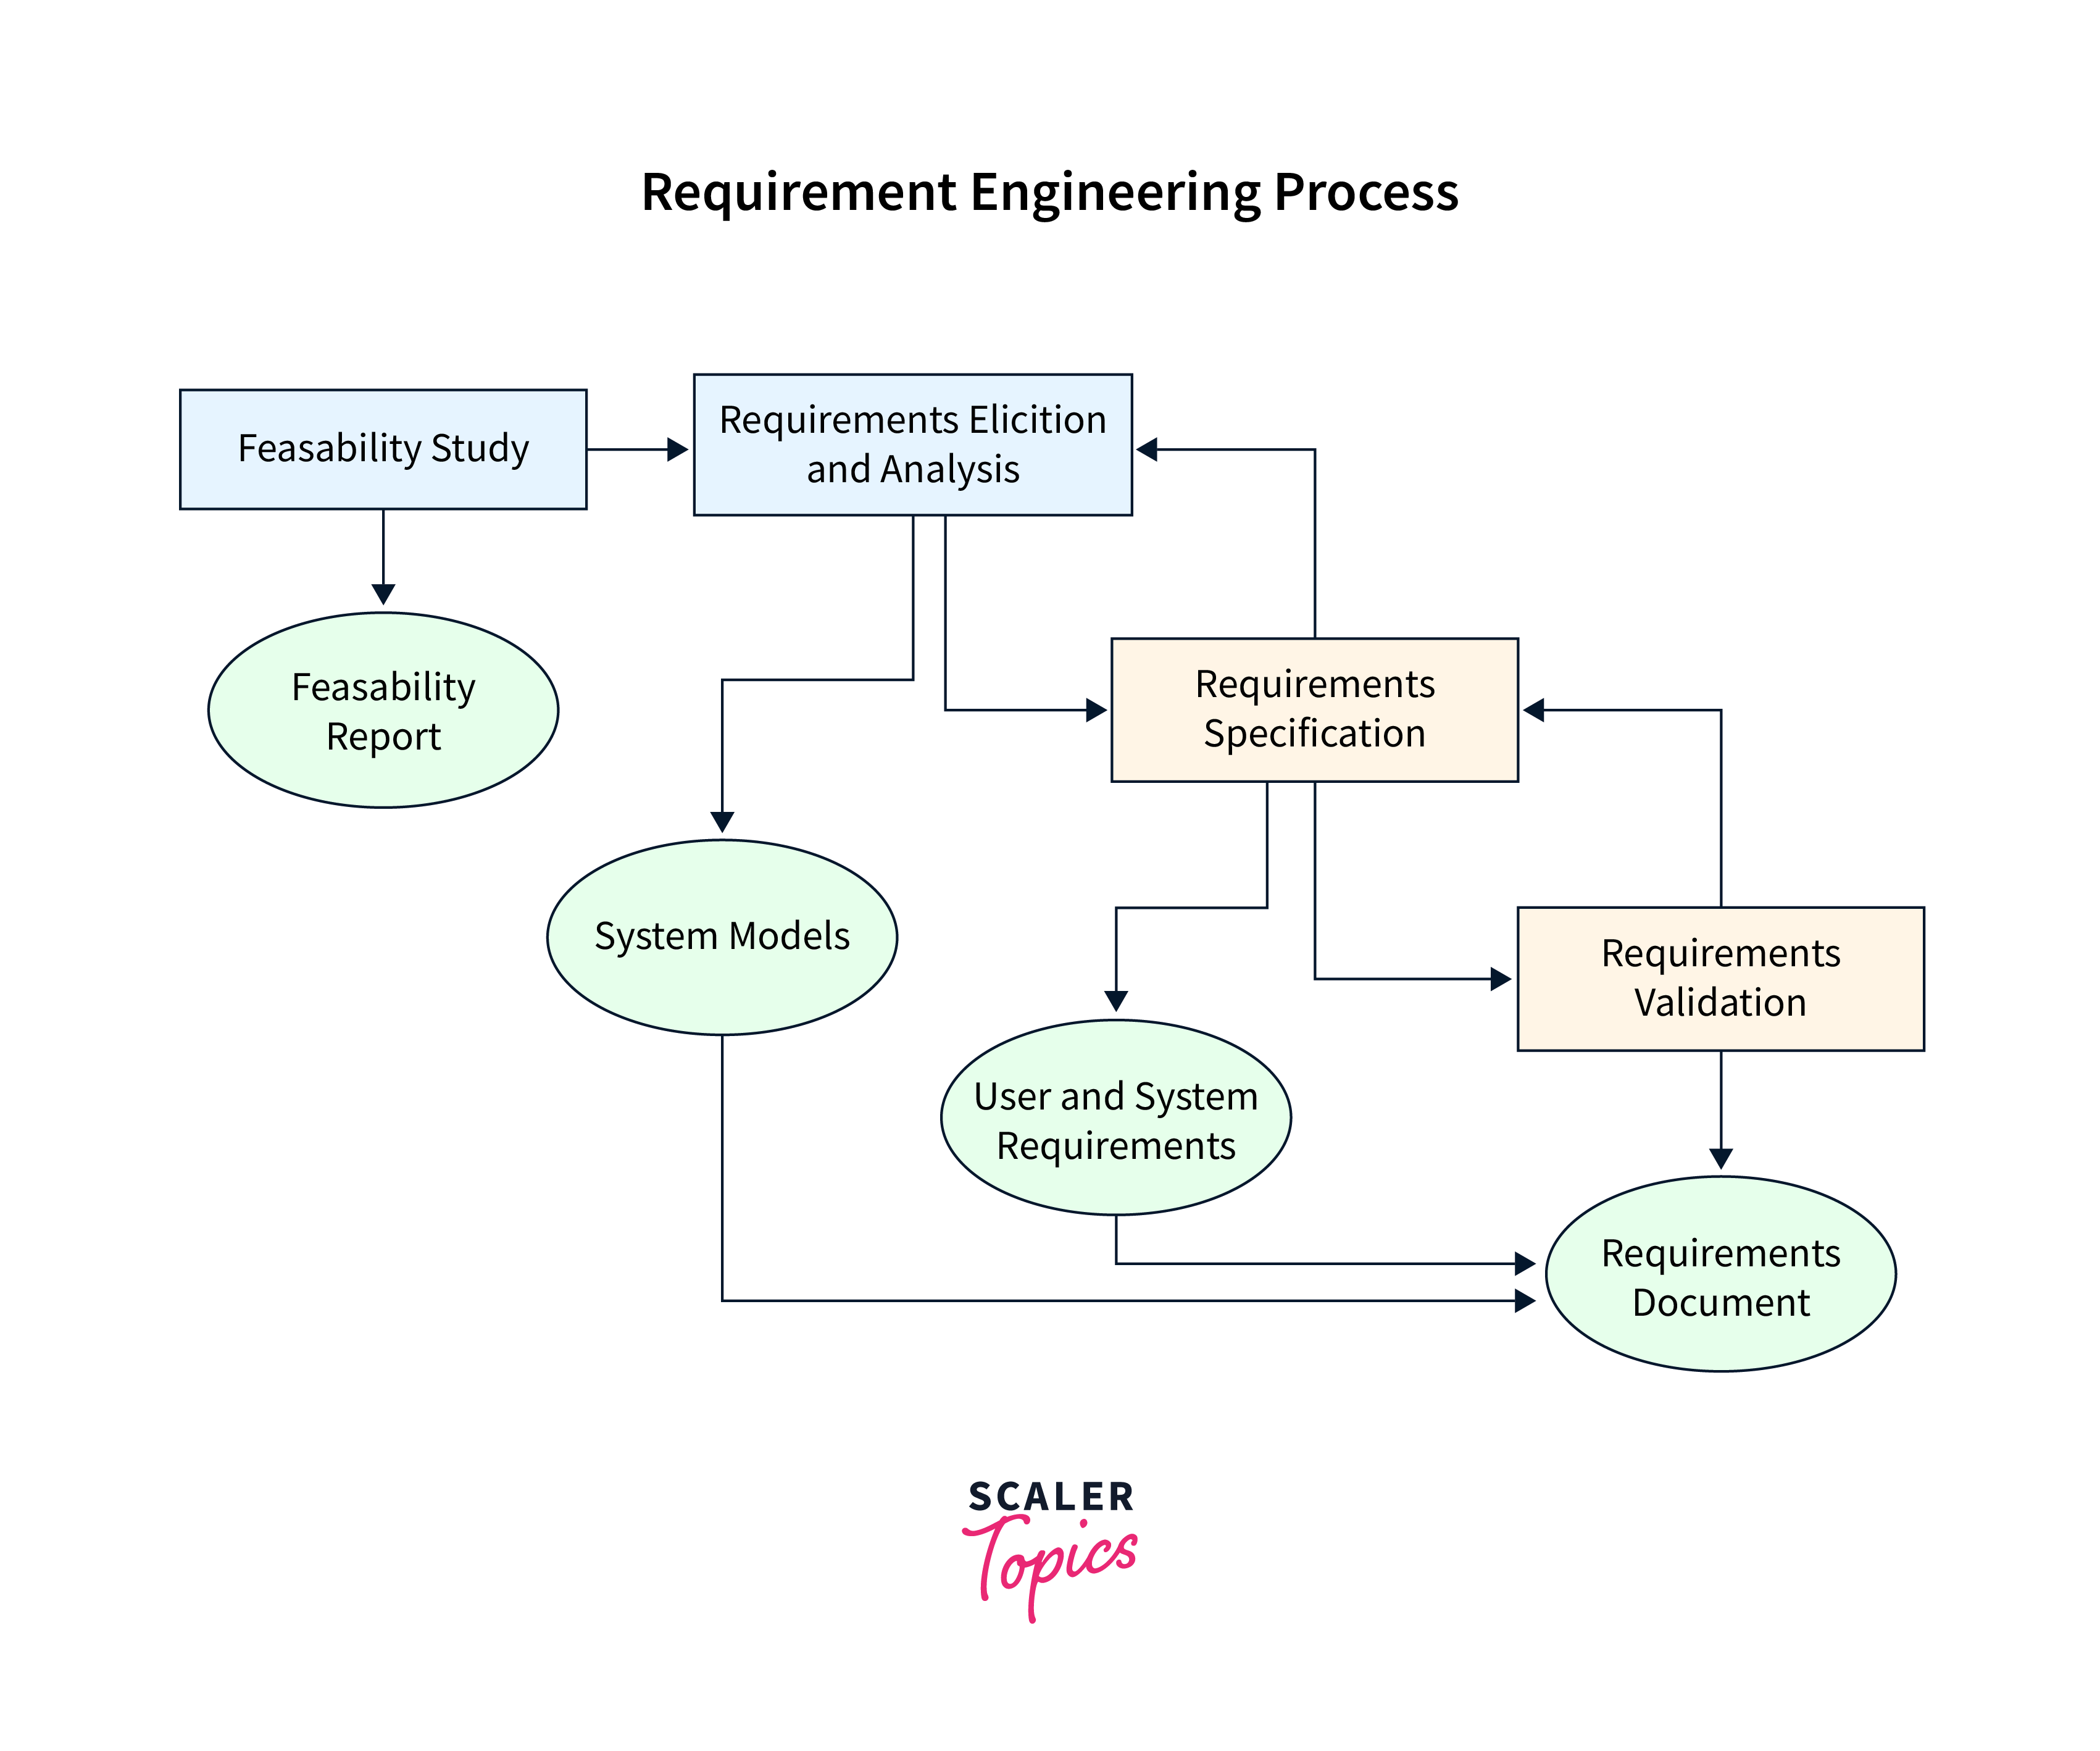 Requirement Engineering Process
Feasability Study
Requirements Elicition
and Analysis
Feasability
Report
Requirements
Specification
System Models
Requirements
Validation
User and System
Requirements
Requirements
Document
SCALER
Topics